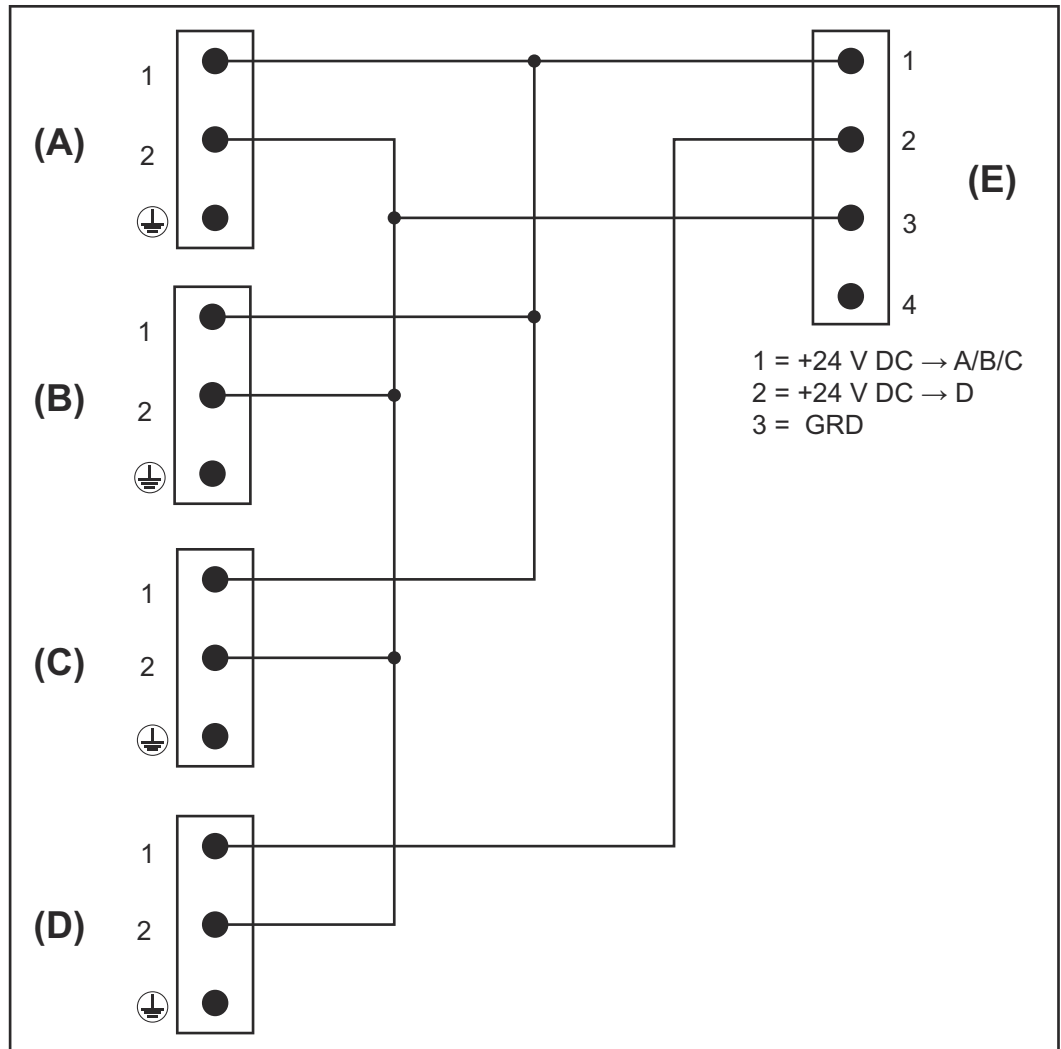 1
(A)
2
1
(B)
2
1
(C)
2
1
(D)
2
1
2
(E)
3
4
1 = +24 V DC → A/B/C
2 = +24 V DC → D
3 = GRD